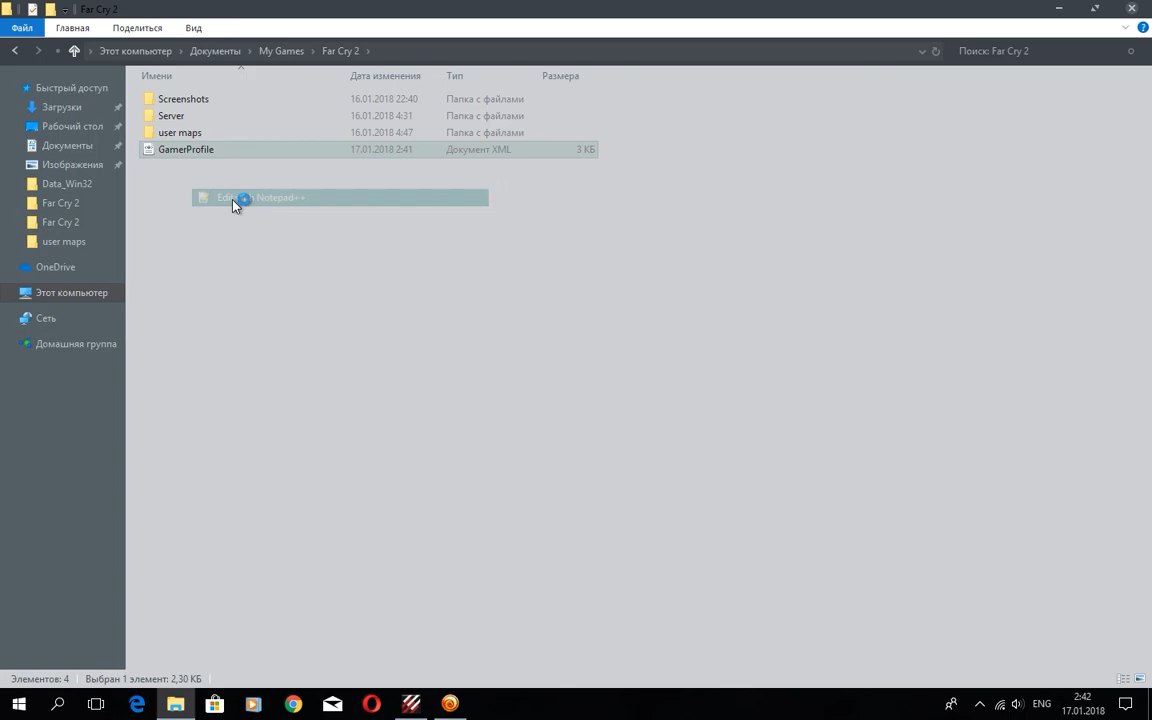 Far Cry 2
Файл Главная Поделиться Вид
Этот компьютер Документы My Games Far Cry 2 Поиск: Far Cry 2
Имени Дата изменения Тип Размера
Screenshots 16.01.2018 22:40 Папка с файлами
Server 16.01.2018 4:31 Папка с файлами
user maps 16.01.2018 4:47 Папка с файлами
GamerProfile 17.01.2018 2:41 Документ XML 3 КБ
Edit Notepad++
Быстрый доступ
Загрузки
Рабочий стол
Документы
Изображения
Data_Win32
Far Cry 2
Far Cry 2
user maps
OneDrive
Этот компьютер
Сеть
Домашняя группа
Элементов: 4 Выбран 1 элемент: 2,30 КБ
ENG 2:42
17.01.2018